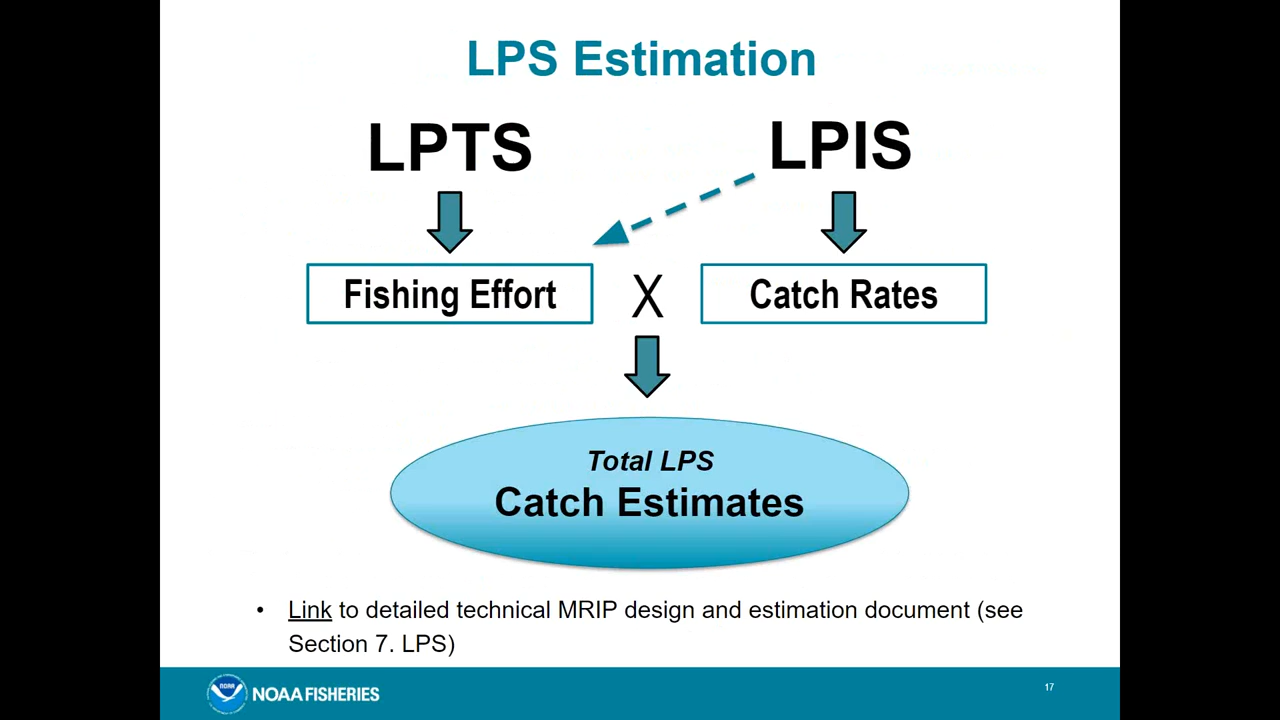 LPS Estimation
LPTS
LPIS
Fishing Effort
X
Catch Rates
Total LPS
Catch Estimates
• Link to detailed technical MRIP design and estimation document (see
Section 7. LPS)
NOAA
NOAA FISHERIES
17